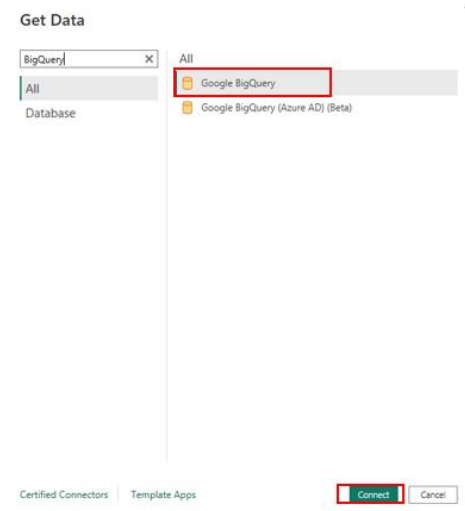 Get Data
BigQuery
All
Database
All
Google BigQuery
Google BigQuery (Azure AD) (Beta)
Certified Connectors
Template Apps
Connect
Cancel